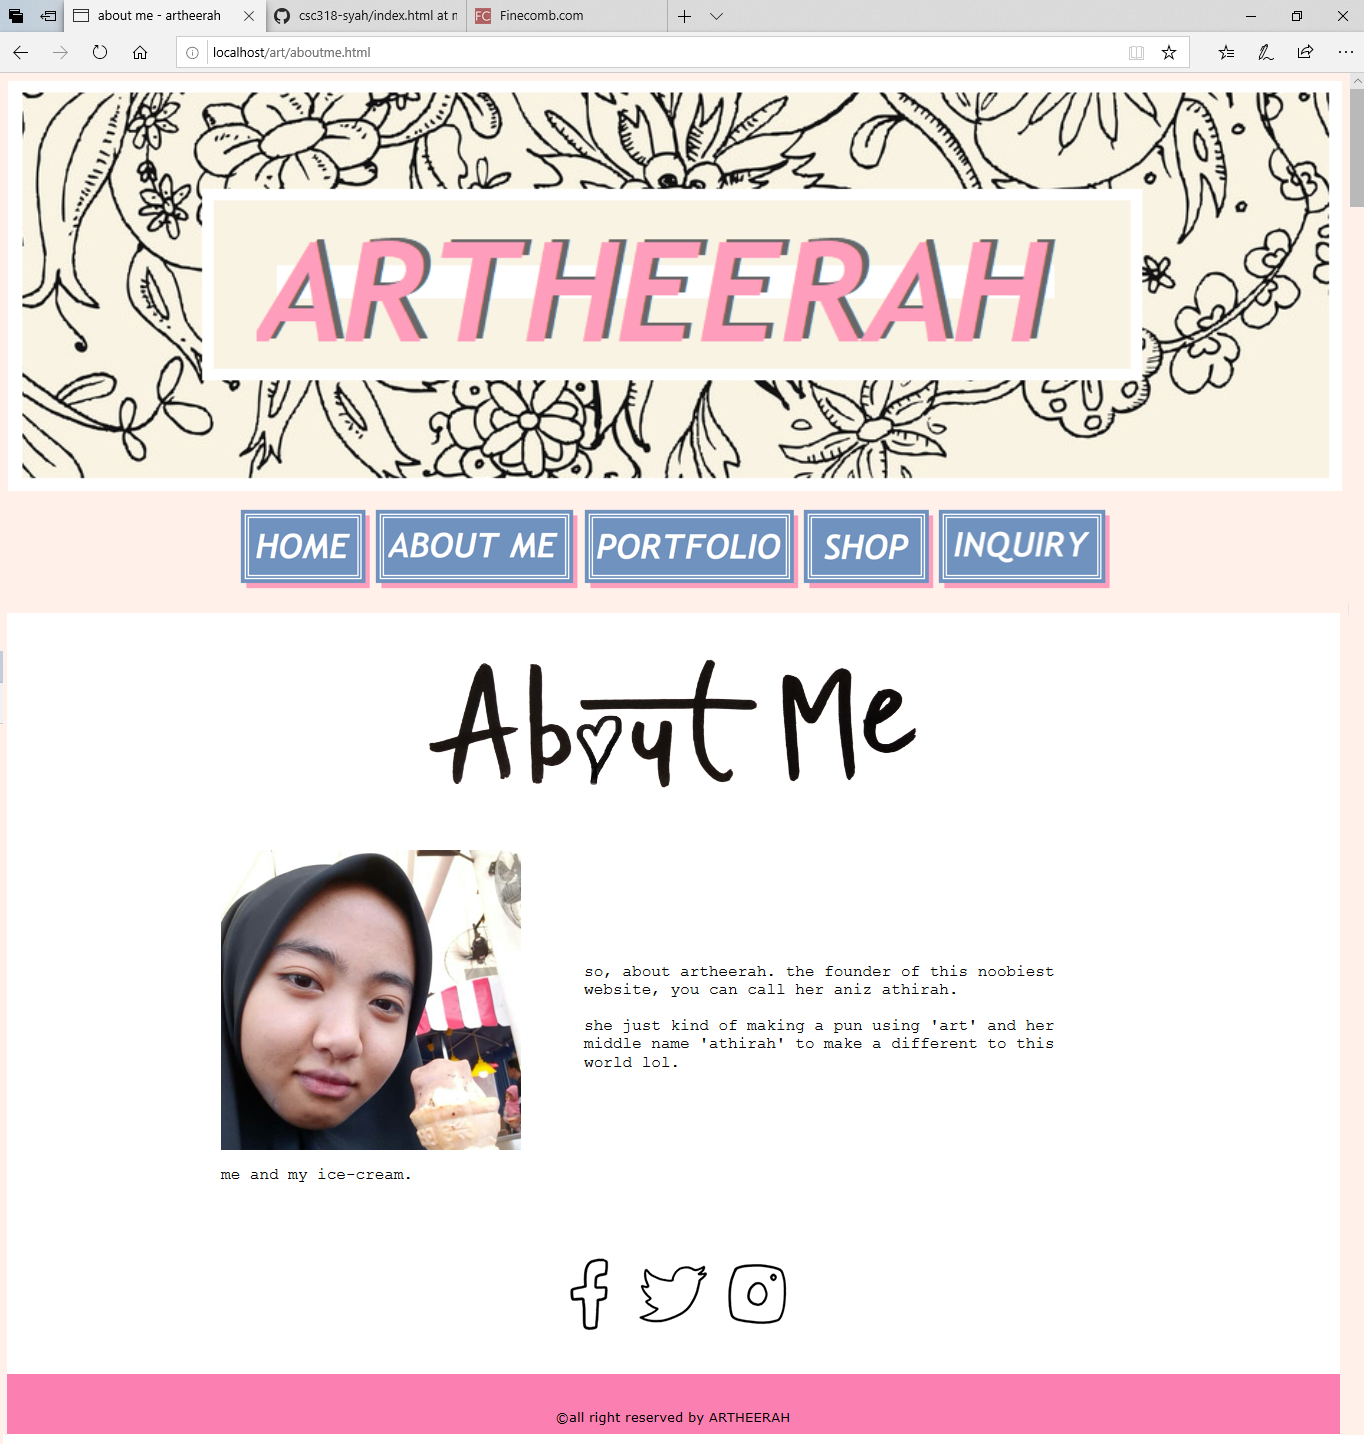 about me - artheerah
csc318-syah/index.html at m
FC Finecomb.com
localhost/art/aboutme.html
ARTHEERAH
HOME ABOUT ME PORTFOLIO SHOP INQUIRY
About Me
so, about artheerah. the founder of this noobiest
website, you can call her aniz athirah.
she just kind of making a pun using 'art' and her
middle name 'athirah' to make a different to this
world lol.
me and my ice-cream.
©all right reserved by ARTHEERAH